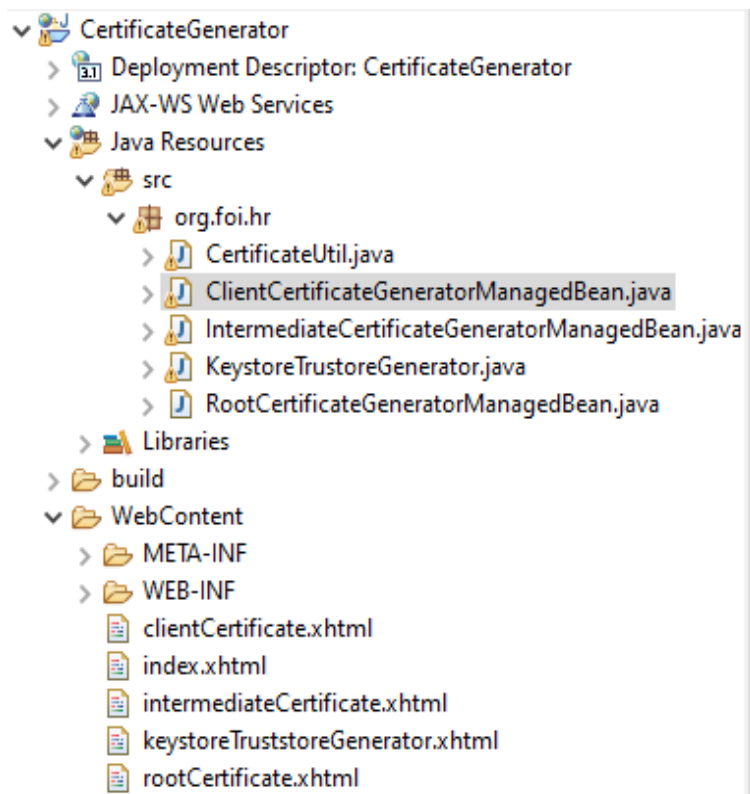 CertificateGenerator
3.1 Deployment Descriptor: CertificateGenerator
JAX-WS Web Services
Java Resources
src
org.foi.hr
J CertificateUtil.java
J ClientCertificateGeneratorManagedBean.java
J IntermediateCertificateGeneratorManagedBean.java
J KeystoreTrustoreGenerator.java
J RootCertificateGeneratorManagedBean.java
Libraries
build
WebContent
META-INF
WEB-INF
clientCertificate.xhtml
index.xhtml
intermediateCertificate.xhtml
keystoreTruststoreGenerator.xhtml
rootCertificate.xhtml